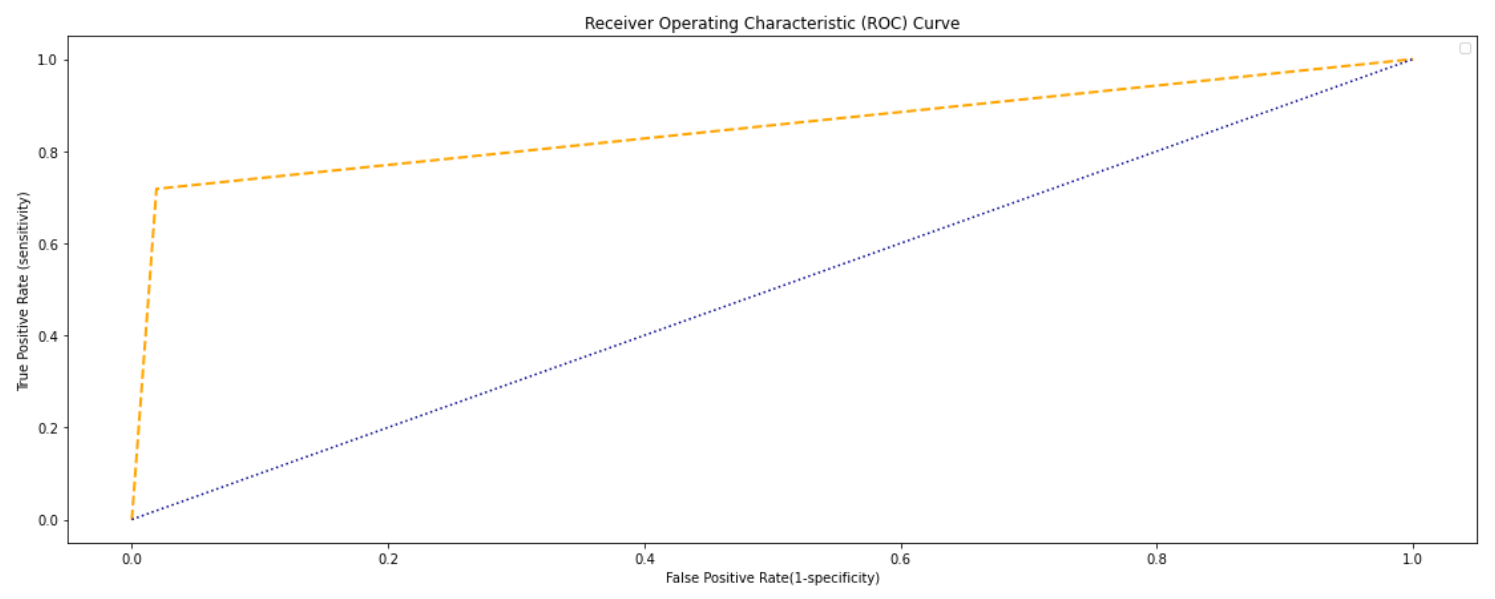 Receiver Operating Characteristic (ROC) Curve
1.0
0.8
0.6
0.4
0.2
0.0
True Positive Rate (sensitivity)
0.0 0.2 0.4 0.6 0.8 1.0
False Positive Rate(1-specificity)